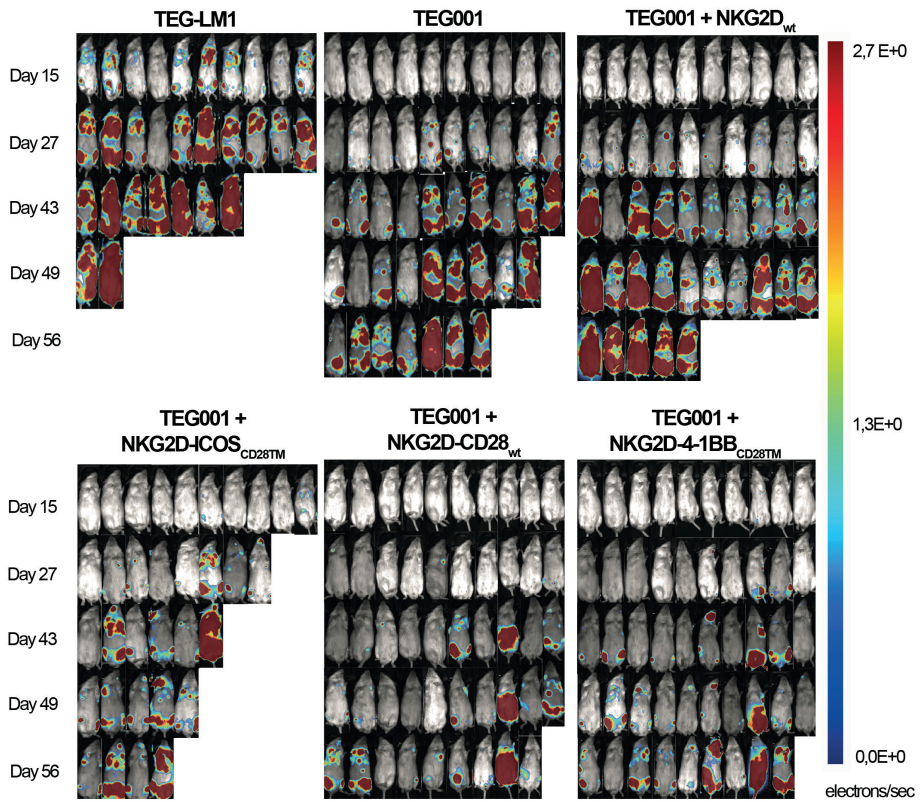 TEG-LM1
TEG001
TEG001 + NKG2Dwt
Day 15
Day 27
Day 43
Day 49
Day 56
2,7 E+0
1,3E+0
0,0E+0
electrons/sec
TEG001 +
NKG2D-ICOSCD28TM
TEG001 +
NKG2D-CD28wt
TEG001 +
NKG2D-4-1BBCD28TM
Day 15
Day 27
Day 43
Day 49
Day 56